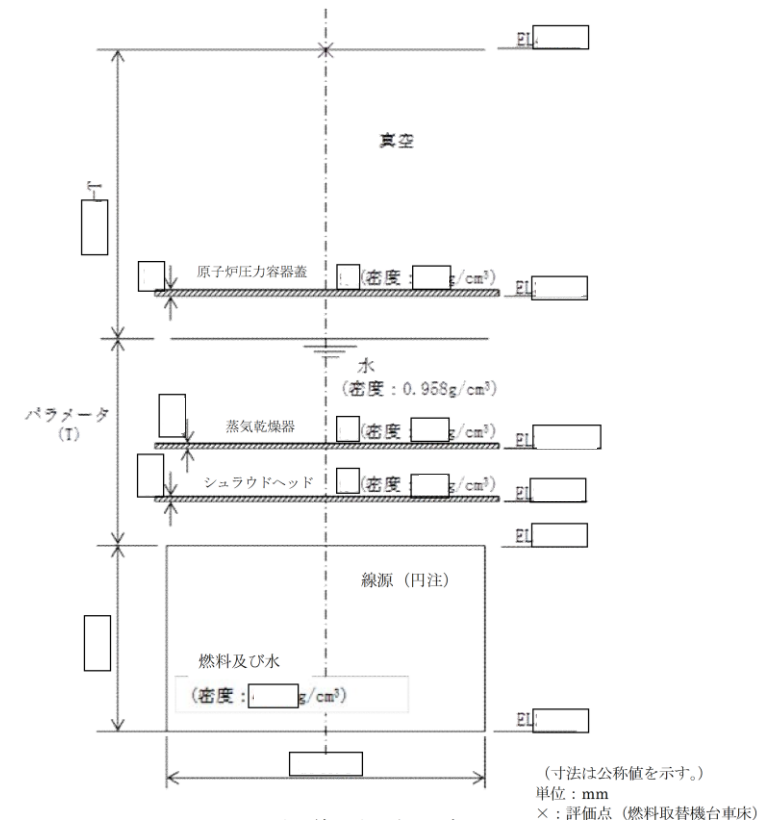 EL
真空
T
原子炉圧力容器蓋
(密度: g/cm³)
EL
水
(密度:0.958g/cm³)
パラメータ
(T)
蒸気乾燥器
(密度: g/cm³)
EL
シュラウドヘッド
(密度: g/cm³)
EL
EL
線源(円注)
燃料及び水
(密度: g/cm³)
EL
(寸法は公称値を示す。)
単位:mm
×:評価点(燃料取替機台車床)